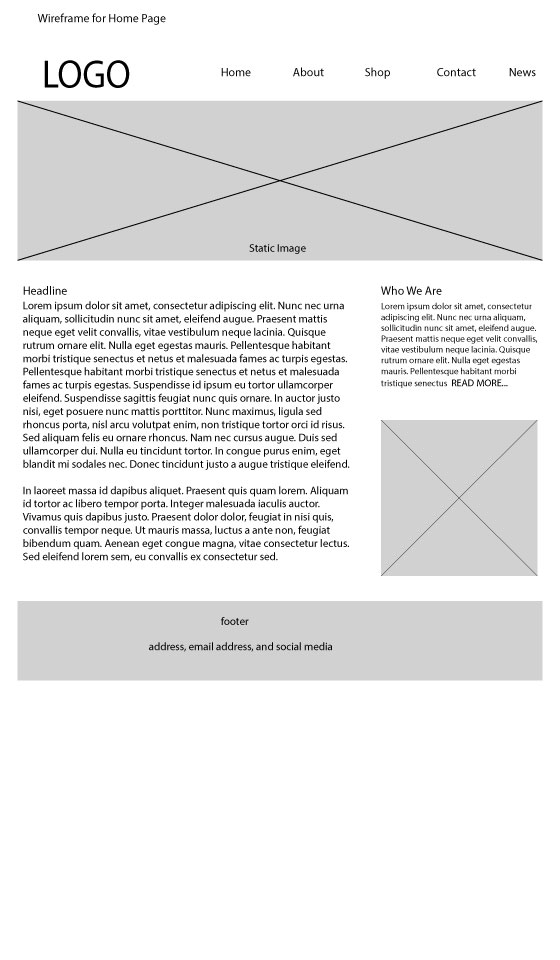 Wireframe for Home Page
LOGO
Home About Shop Contact News
Static Image
Headline
Lorem ipsum dolor sit amet, consectetur adipiscing elit. Nunc nec urna
aliquam, sollicitudin nunc sit amet, eleifend augue. Praesent mattis
neque eget velit convallis, vitae vestibulum neque lacinia. Quisque
rutrum ornare elit. Nulla eget egestas mauris. Pellentesque habitant
morbi tristique senectus et netus et malesuada fames ac turpis egestas.
Pellentesque habitant morbi tristique senectus et netus et malesuada
fames ac turpis egestas. Suspendisse id ipsum eu tortor ullamcorper
eleifend. Suspendisse sagittis feugiat nunc quis ornare. In auctor justo
nisi, eget posuere nunc mattis porttitor. Nunc maximus, ligula sed
rhoncus porta, nisl arcu volutpat enim, non tristique tortor orci id risus.
Sed aliquam felis eu ornare rhoncus. Nam nec cursus augue. Duis sed
ullamcorper dui. Nulla eu tincidunt tortor. In congue purus enim, eget
blandit mi sodales nec. Donec tincidunt justo a augue tristique eleifend.
In laoreet massa id dapibus aliquet. Praesent quis quam lorem. Aliquam
id tortor ac libero tempor porta. Integer malesuada iaculis auctor.
Vivamus quis dapibus justo. Praesent dolor dolor, feugiat in nisi quis,
convallis tempor neque. Ut mauris massa, luctus a ante non, feugiat
bibendum quam. Aenean eget congue magna, vitae consectetur lectus.
Sed eleifend lorem sem, eu convallis ex consectetur sed.
Who We Are
Lorem ipsum dolor sit amet, consectetur
adipiscing elit. Nunc nec urna aliquam,
sollicitudin nunc sit amet, eleifend augue.
Praesent mattis neque eget velit convallis,
vitae vestibulum neque lacinia. Quisque
rutrum ornare elit. Nulla eget egestas
mauris. Pellentesque habitant morbi
tristique senectus READ MORE...
footer
address, email address, and social media